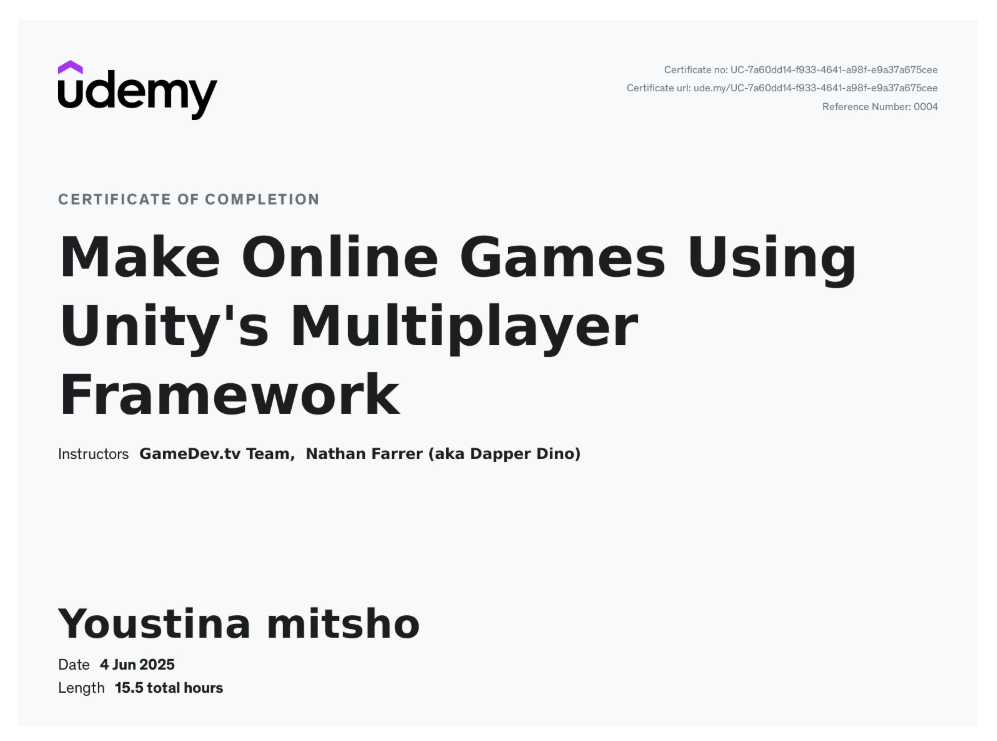 udemy
Certificate no: UC-7a60dd14-f933-4641-a98f-e9a37a675cee
Certificate url: ude.my/UC-7a60dd14-f933-4641-a98f-e9a37a675cee
Reference Number: 0004
CERTIFICATE OF COMPLETION
Make Online Games Using
Unity's Multiplayer
Framework
Instructors GameDev.tv Team, Nathan Farrer (aka Dapper Dino)
Youstina mitsho
Date 4 Jun 2025
Length 15.5 total hours